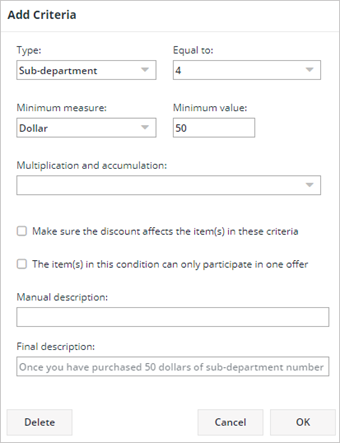 Add Criteria
Type: Equal to:
Sub-department 4
Minimum measure: Minimum value:
Dollar 50
Multiplication and accumulation:
Make sure the discount affects the item(s) in these criteria
The item(s) in this condition can only participate in one offer
Manual description:
Final description:
Once you have purchased 50 dollars of sub-department number
Delete Cancel OK